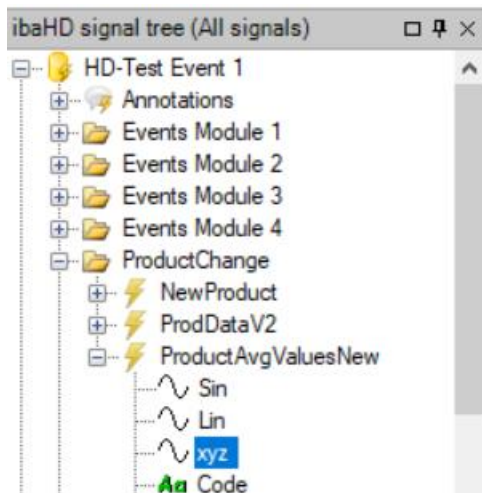 ibaHD signal tree (All signals)
HD-Test Event 1
Annotations
Events Module 1
Events Module 2
Events Module 3
Events Module 4
ProductChange
NewProduct
ProdDataV2
ProductAvgValuesNew
Sin
Lin
xyz
Aa Code